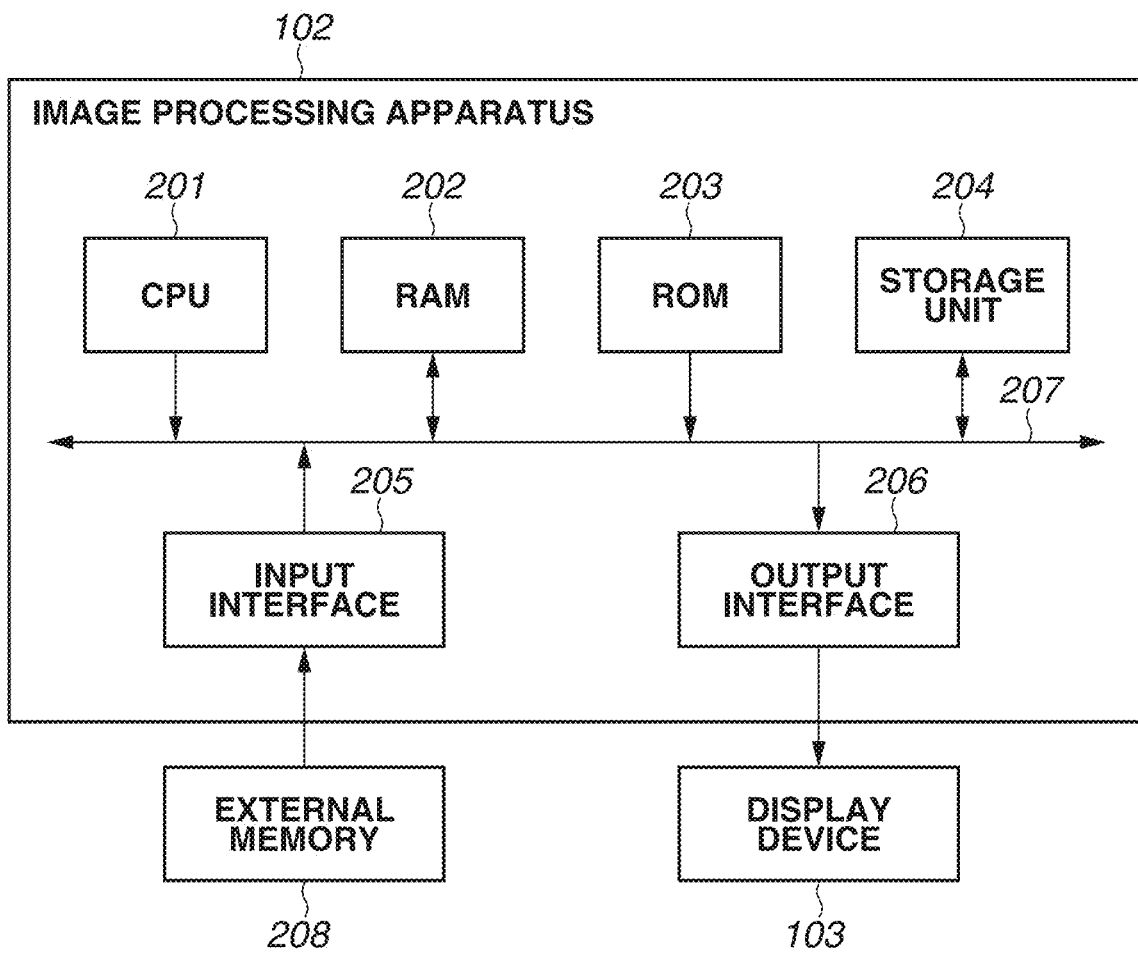 102
IMAGE PROCESSING APPARATUS
201
202
203
204
CPU
RAM
ROM
STORAGE
UNIT
207
205
206
INPUT
INTERFACE
OUTPUT
INTERFACE
EXTERNAL
MEMORY
DISPLAY
DEVICE
208
103